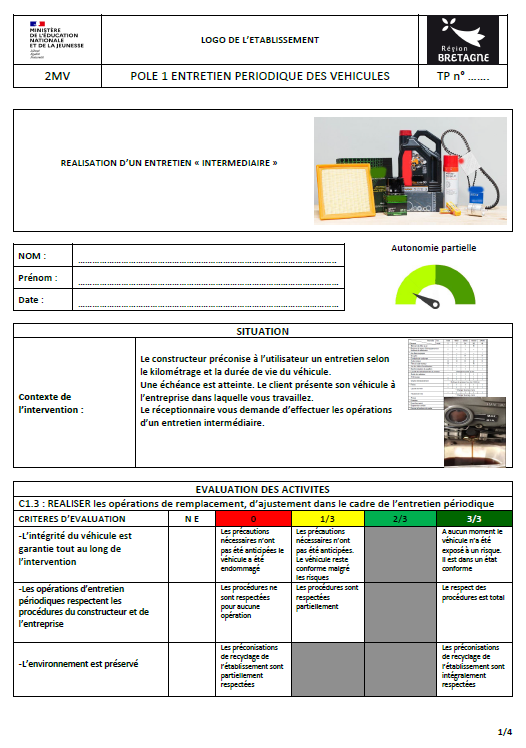 MINISTÈRE
DE L'ÉDUCATION
NATIONALE
ET DE LA JEUNESSE
Liberté
Égalité
Fraternité
LOGO DE L'ETABLISSEMENT
Région
BRETAGNE
2MV
POLE 1 ENTRETIEN PERIODIQUE DES VEHICULES
TP n° .......
REALISATION D'UN ENTRETIEN « INTERMEDIAIRE »
NOM :
Prénom :
Date :
Autonomie partielle
SITUATION
Contexte de
l'intervention :
Le constructeur préconise à l'utilisateur un entretien selon
le kilométrage et la durée de vie du véhicule.
Une échéance est atteinte. Le client présente son véhicule à
l'entreprise dans laquelle vous travaillez.
Le réceptionnaire vous demande d'effectuer les opérations
d'un entretien intermédiaire.
EVALUATION DES ACTIVITES
C1.3 : REALISER les opérations de remplacement, d'ajustement dans le cadre de l'entretien périodique
CRITERES D'EVALUATION
N E
0
1/3
2/3
3/3
-L'intégrité du véhicule est
garantie tout au long de
l'intervention
Les précautions
nécessaires n'ont
pas été anticipées le
véhicule a été
endommagé
Les précautions
nécessaires n'ont
pas été anticipées.
Le véhicule reste
conforme malgré
les risques
A aucun moment le
véhicule n'a été
exposé à un risque.
Il est dans un état
conforme
-Les opérations d'entretien
périodiques respectent les
procédures du constructeur et de
l'entreprise
Les procédures ne
sont respectées
pour aucune
opération
Les procédures sont
respectées
partiellement
Le respect des
procédures est total
-L'environnement est préservé
Les préconisations
de recyclage de
l'établissement sont
partiellement
respectées
Les préconisations
de recyclage de
l'établissement sont
intégralement
respectées
1/4